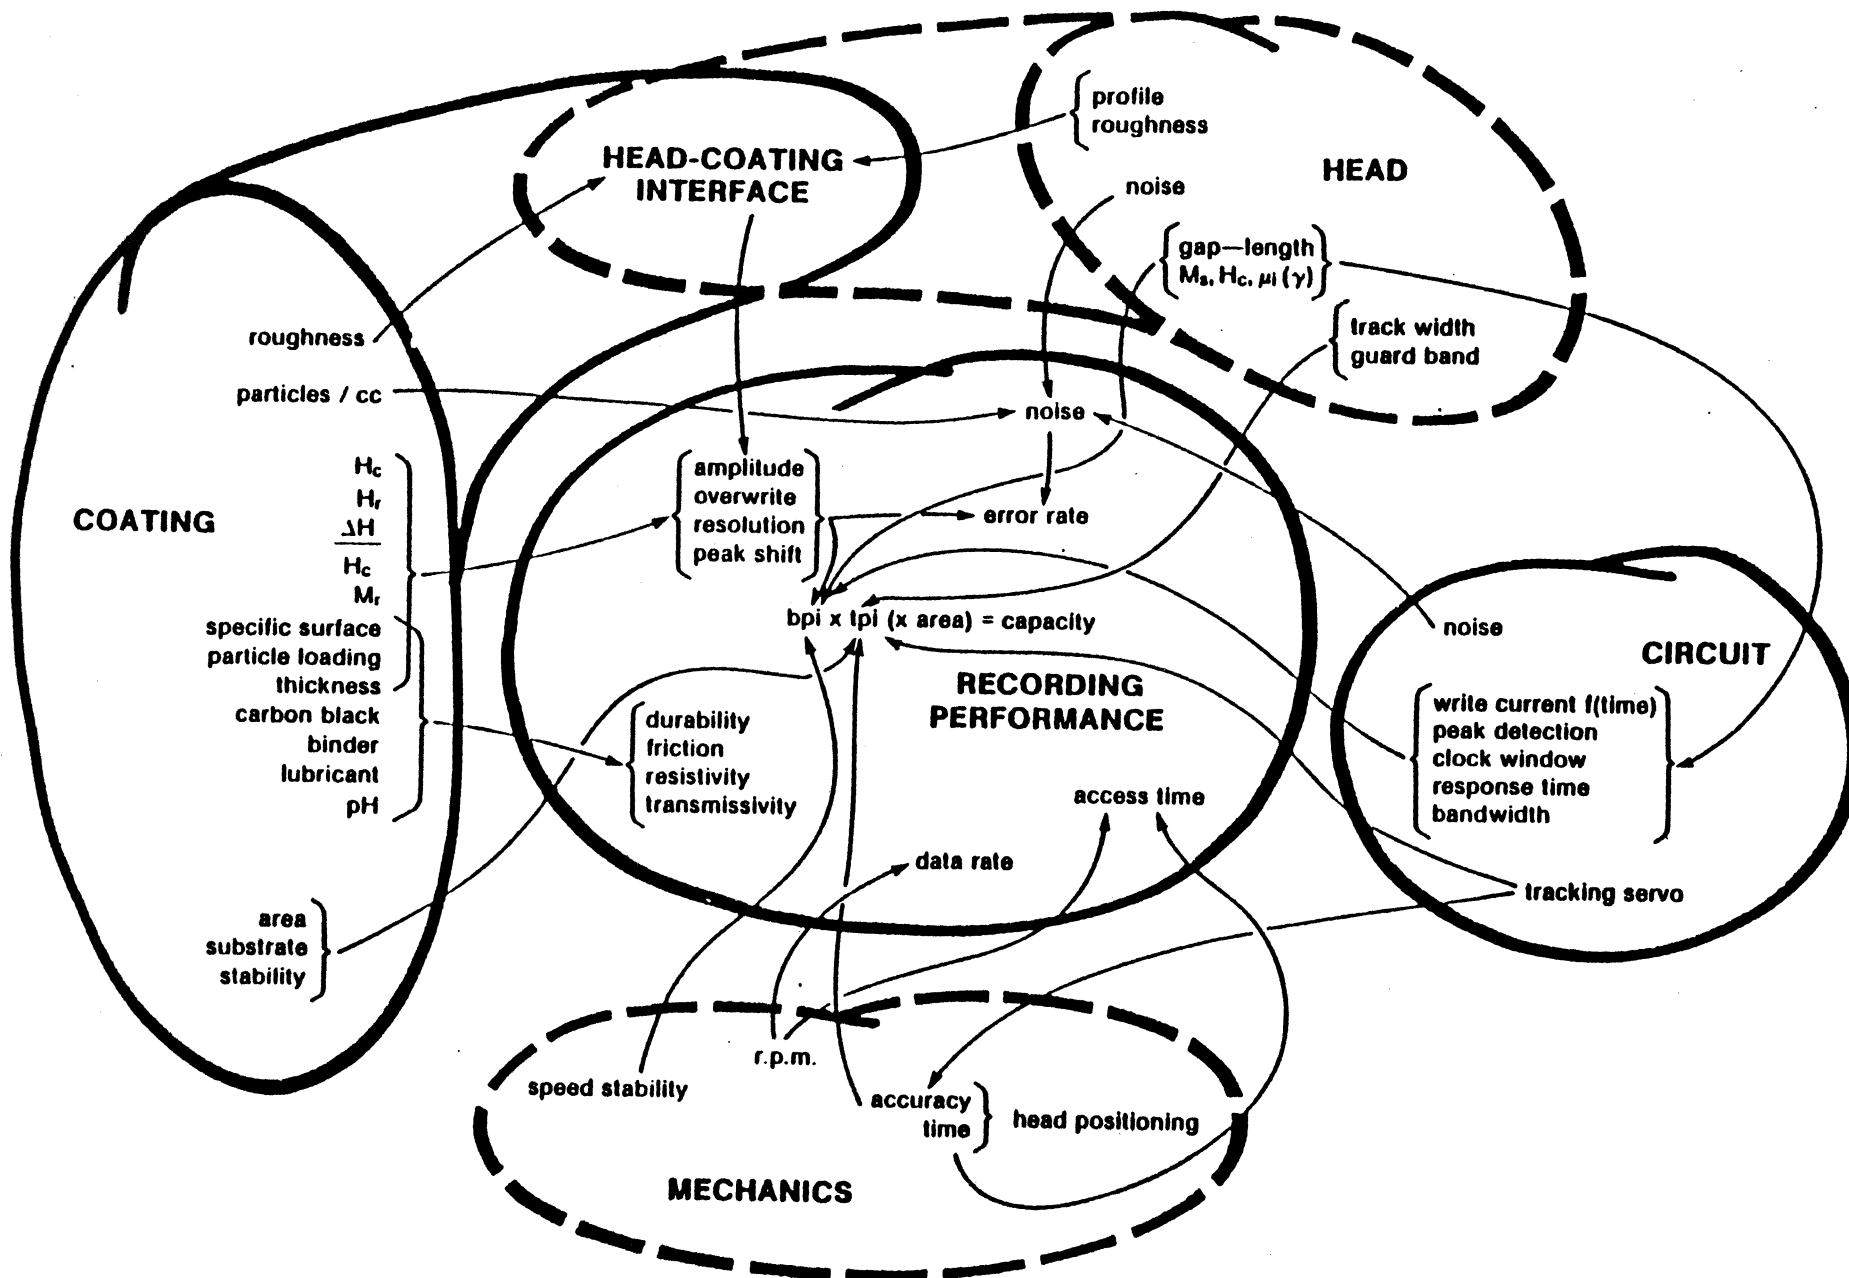 HEAD-COATING
INTERFACE
profile
roughness
HEAD
noise
gap—length
Ms, Hc, μi (γ)
track width
guard band
COATING
roughness
particles / cc
Hc
Hr
ΔH
Hc
Mr
specific surface
particle loading
thickness
carbon black
binder
lubricant
pH
area
substrate
stability
noise
amplitude
overwrite
resolution
peak shift
error rate
bpi x tpi (x area) = capacity
RECORDING
PERFORMANCE
durability
friction
resistivity
transmissivity
access time
data rate
noise
CIRCUIT
write current f(time)
peak detection
clock window
response time
bandwidth
tracking servo
r.p.m.
speed stability
accuracy
time
head positioning
MECHANICS